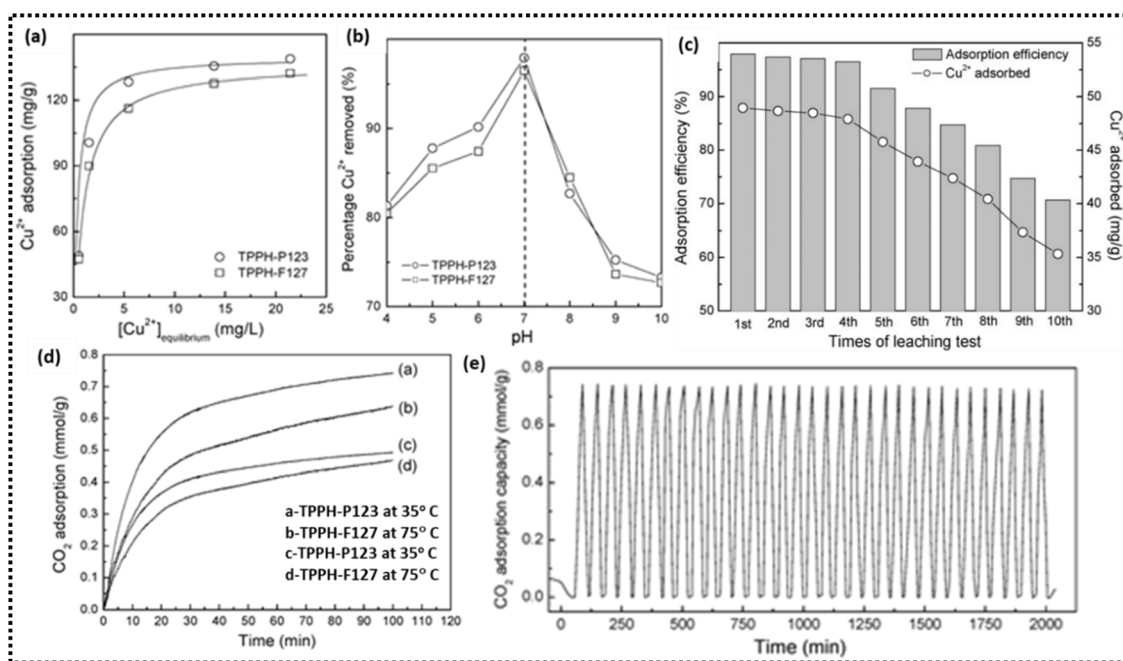 (a)
Cu2+ adsorption (mg/g)
130
90
60
30
0
5
10
15
20
25
TPPH-P123
TPPH-F127
[Cu2+]equilibrium (mg/L)
(b)
Percentage Cu2+ removed (%)
90
80
70
4
5
6
7
8
9
10
TPPH-P123
TPPH-F127
pH
(c)
Adsorption efficiency (%)
95
90
85
80
75
70
65
60
55
50
Adsorption efficiency
Cu2+ adsorbed
55
50
45
40
35
30
Cu2+ adsorbed (mg/g)
1st 2nd 3rd 4th 5th 6th 7th 8th 9th 10th
Times of leaching test
(d)
CO2 adsorption (mmol/g)
0.8
0.7
0.6
0.5
0.4
0.3
0.2
0.1
0.0
(a)
(b)
(c)
(d)
a-TPPH-P123 at 35° C
b-TPPH-F127 at 75° C
c-TPPH-P123 at 35° C
d-TPPH-F127 at 75° C
0 10 20 30 40 50 60 70 80 90 100 110 120
Time (min)
(e)
CO2 adsorption capacity (mmol/g)
0.8
0.6
0.4
0.2
0.0
0 250 500 750 1000 1250 1500 1750 2000
Time (min)